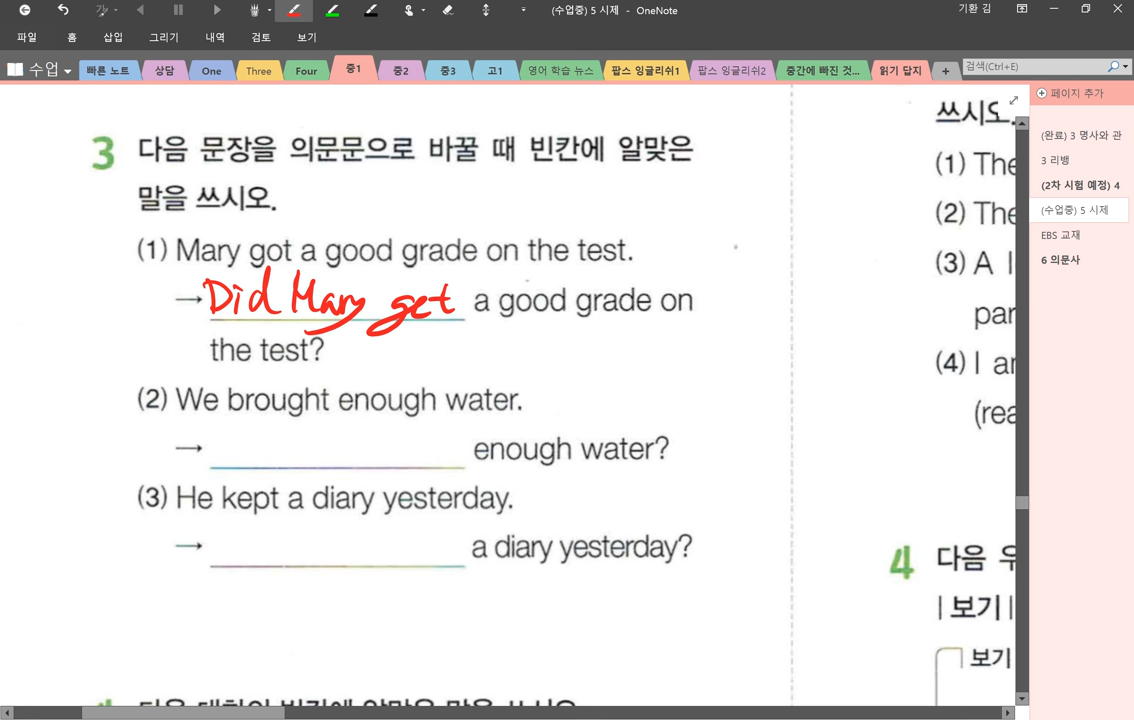 (수업중) 5 시제 - OneNote
기환 김
파일 홈 삽입 그리기 내역 검토 보기
수업 빠른 노트 상담 One Three Four 중1 중2 중3 고1 영어 학습 뉴스 팝스 잉글리쉬1 팝스 잉글리쉬2 중간에 빠진 것... 읽기 답지 + 검색(Ctrl+E)
페이지 추가
(완료) 3 명사와 관
3 리뱅
(2차 시험 예정) 4
(수업중) 5 시제
EBS 교재
6 의문사
3 다음 문장을 의문문으로 바꿀 때 빈칸에 알맞은
말을 쓰시오.
(1) Mary got a good grade on the test.
→ Did Mary get a good grade on
the test?
(2) We brought enough water.
→ enough water?
(3) He kept a diary yesterday.
→ a diary yesterday?
쓰시오.
(1) The
(2) The
(3) A
par
(4) I ar
(rea
4 다음 우
|보기|
보기